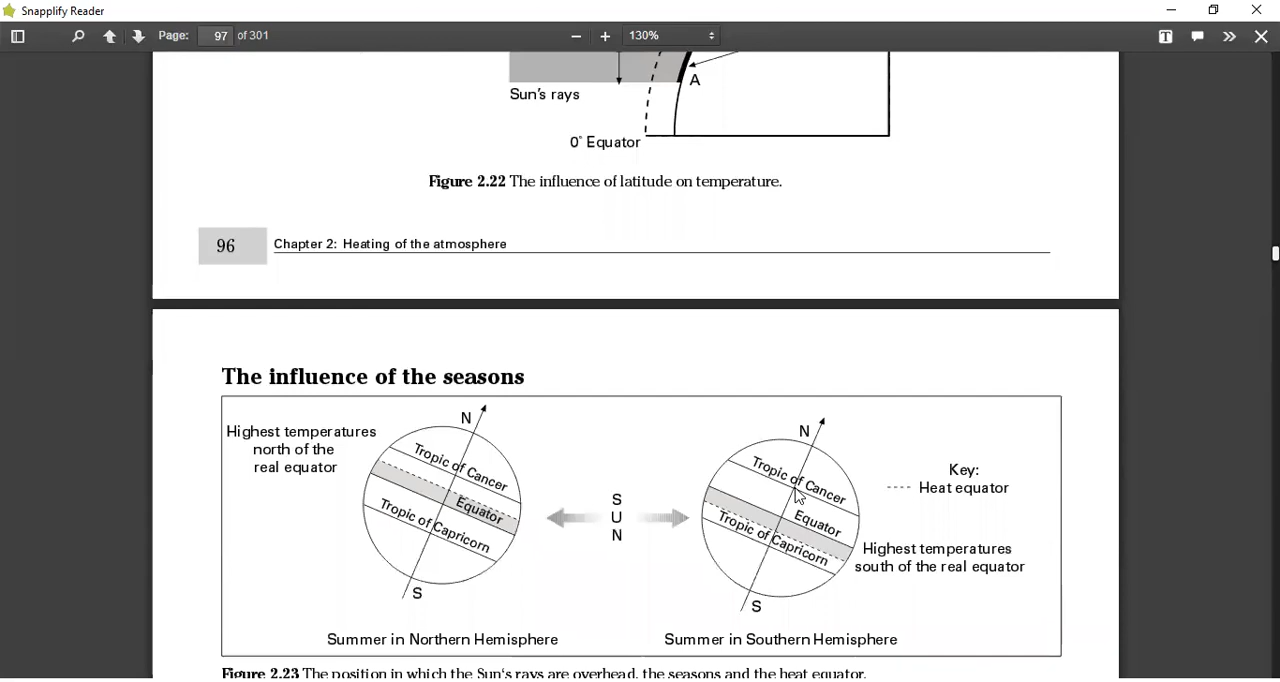 Snapplify Reader
Page: 97 of 301
130%
A
Sun's rays
0° Equator
Figure 2.22 The influence of latitude on temperature.
96 Chapter 2: Heating of the atmosphere
The influence of the seasons
N
Highest temperatures
north of the
real equator
Tropic of Cancer
Equator
Tropic of Capricorn
S
Summer in Northern Hemisphere
S
U
N
N
Tropic of Cancer
Equator
Tropic of Capricorn
S
Summer in Southern Hemisphere
Key:
Heat equator
Highest temperatures
south of the real equator
Figure 2.23 The position in which the Sun's rays are overhead, the seasons and the heat equator.